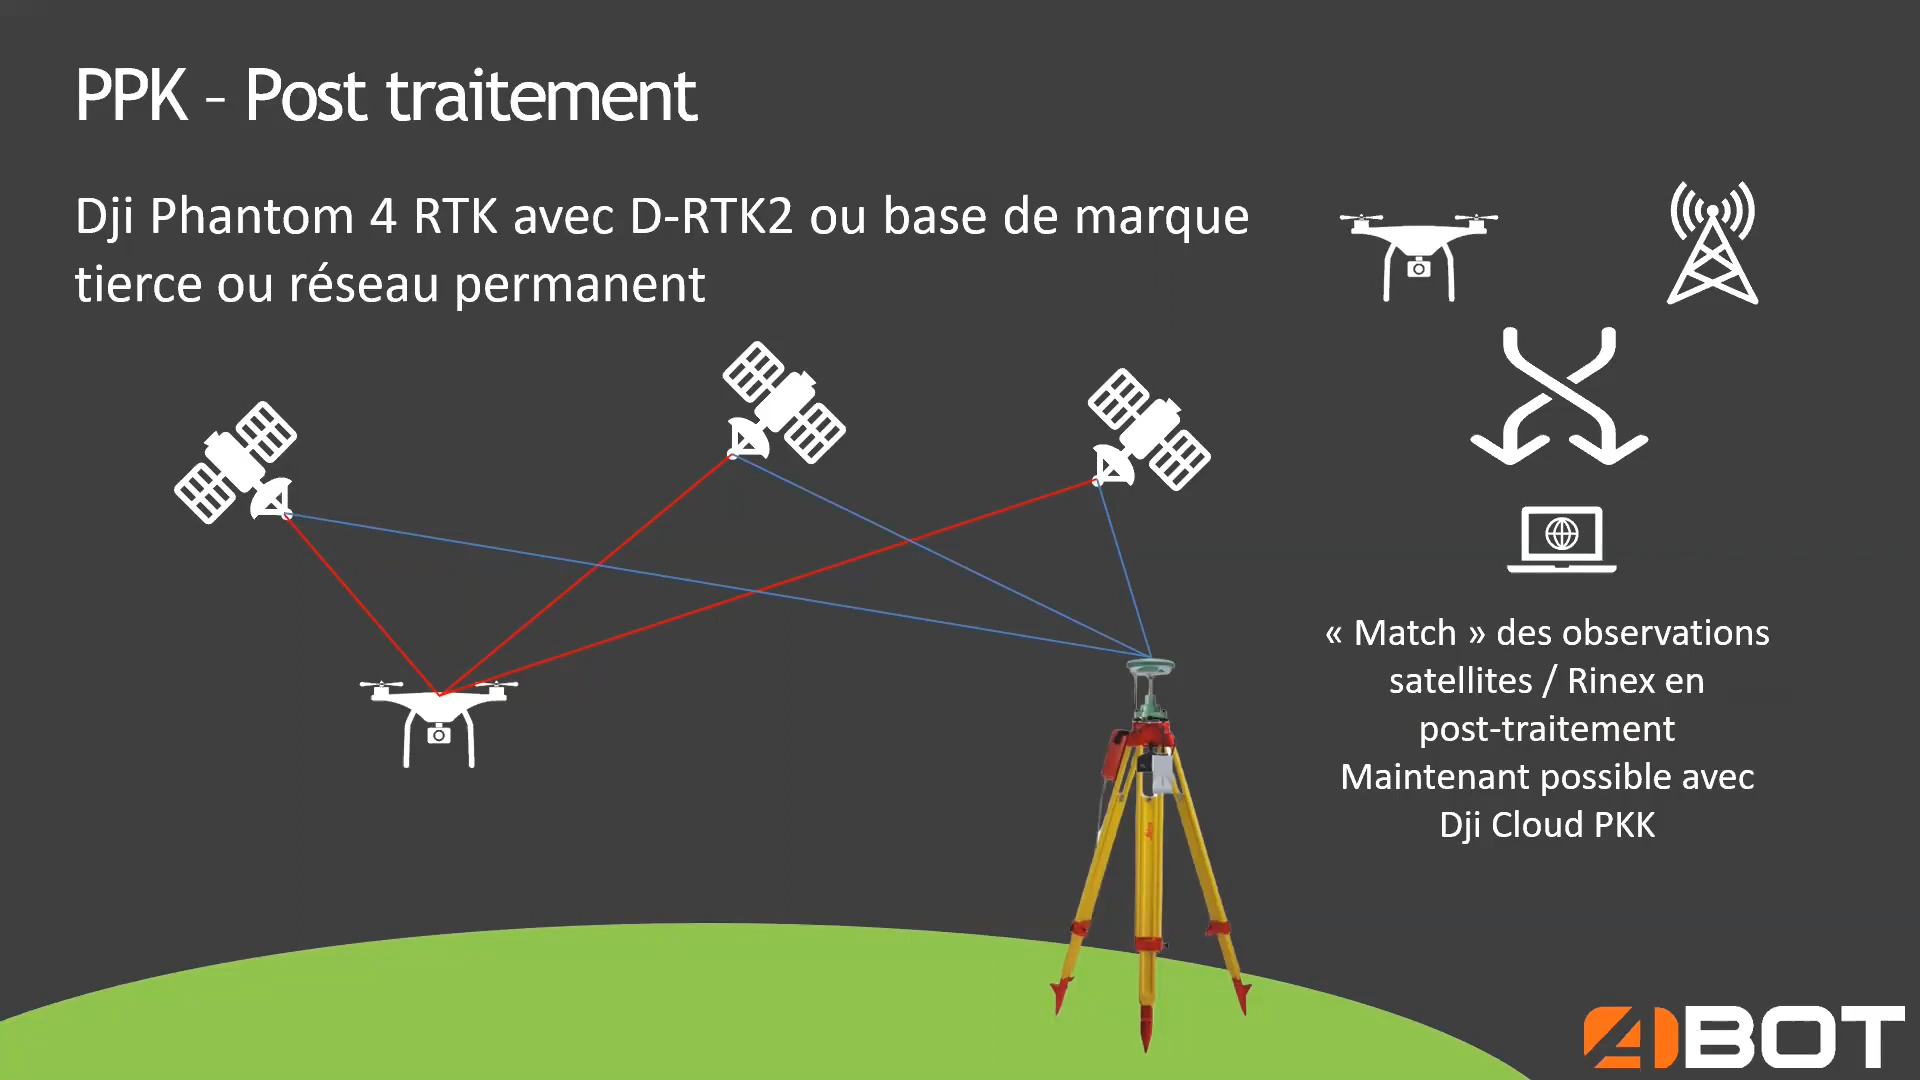 PPK - Post traitement
Dji Phantom 4 RTK avec D-RTK2 ou base de marque
tierce ou réseau permanent
« Match » des observations
satellites / Rinex en
post-traitement
Maintenant possible avec
Dji Cloud PKK
4BOT